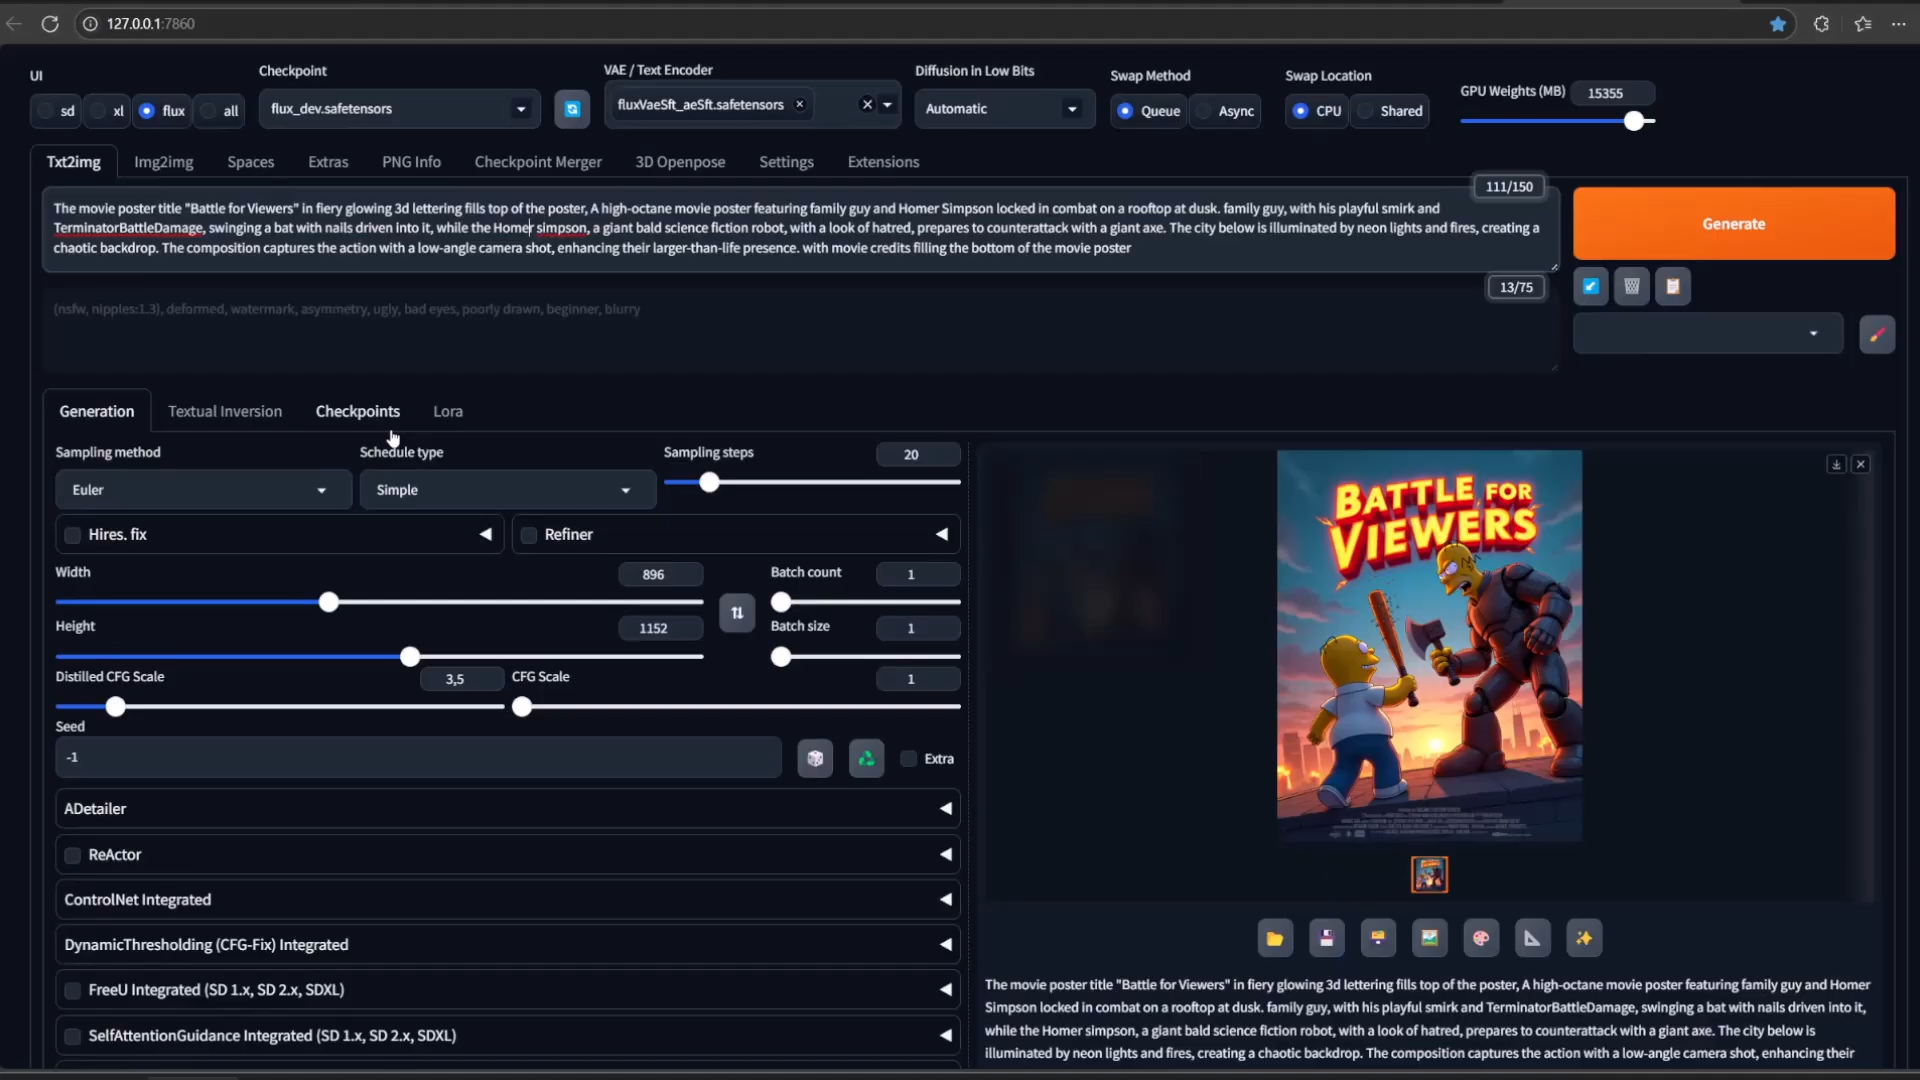 127.0.0.1:7860
UI
sd
xl
flux
all
Checkpoint
flux_dev.safetensors
VAE / Text Encoder
fluxVaeSft_aeSft.safetensors
Diffusion in Low Bits
Automatic
Swap Method
Queue
Async
Swap Location
CPU
Shared
GPU Weights (MB)
15355
Txt2img
Img2img
Spaces
Extras
PNG Info
Checkpoint Merger
3D Openpose
Settings
Extensions
111/150
The movie poster title "Battle for Viewers" in fiery glowing 3d lettering fills top of the poster, A high-octane movie poster featuring family guy and Homer Simpson locked in combat on a rooftop at dusk. family guy, with his playful smirk and
TerminatorBattleDamage, swinging a bat with nails driven into it, while the Homer simpson, a giant bald science fiction robot, with a look of hatred, prepares to counterattack with a giant axe. The city below is illuminated by neon lights and fires, creating a
chaotic backdrop. The composition captures the action with a low-angle camera shot, enhancing their larger-than-life presence. with movie credits filling the bottom of the movie poster
Generate
13/75
(nsfw, nipples:1.3), deformed, watermark, asymmetry, ugly, bad eyes, poorly drawn, beginner, blurry
Generation
Textual Inversion
Checkpoints
Lora
Sampling method
Euler
Schedule type
Simple
Sampling steps
20
Hires. fix
Refiner
Width
896
Batch count
1
Height
1152
Batch size
1
Distilled CFG Scale
3,5
CFG Scale
1
Seed
-1
Extra
ADetailer
ReActor
ControlNet Integrated
DynamicThresholding (CFG-Fix) Integrated
FreeU Integrated (SD 1.x, SD 2.x, SDXL)
SelfAttentionGuidance Integrated (SD 1.x, SD 2.x, SDXL)
BATTLE FOR
VIEWERS
The movie poster title "Battle for Viewers" in fiery glowing 3d lettering fills top of the poster, A high-octane movie poster featuring family guy and Homer
Simpson locked in combat on a rooftop at dusk. family guy, with his playful smirk and TerminatorBattleDamage, swinging a bat with nails driven into it,
while the Homer simpson, a giant bald science fiction robot, with a look of hatred, prepares to counterattack with a giant axe. The city below is
illuminated by neon lights and fires, creating a chaotic backdrop. The composition captures the action with a low-angle camera shot, enhancing their